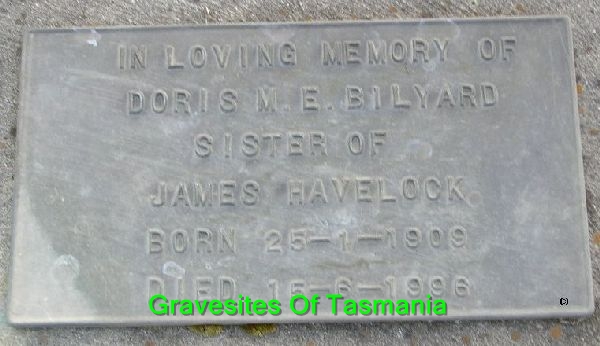 IN LOVING MEMORY OF
DORIS M.E. BILYARD
SISTER OF
JAMES HAVELOCK
BORN 25-1-1909
DIED 15-6-1996
Gravesites Of Tasmania
©